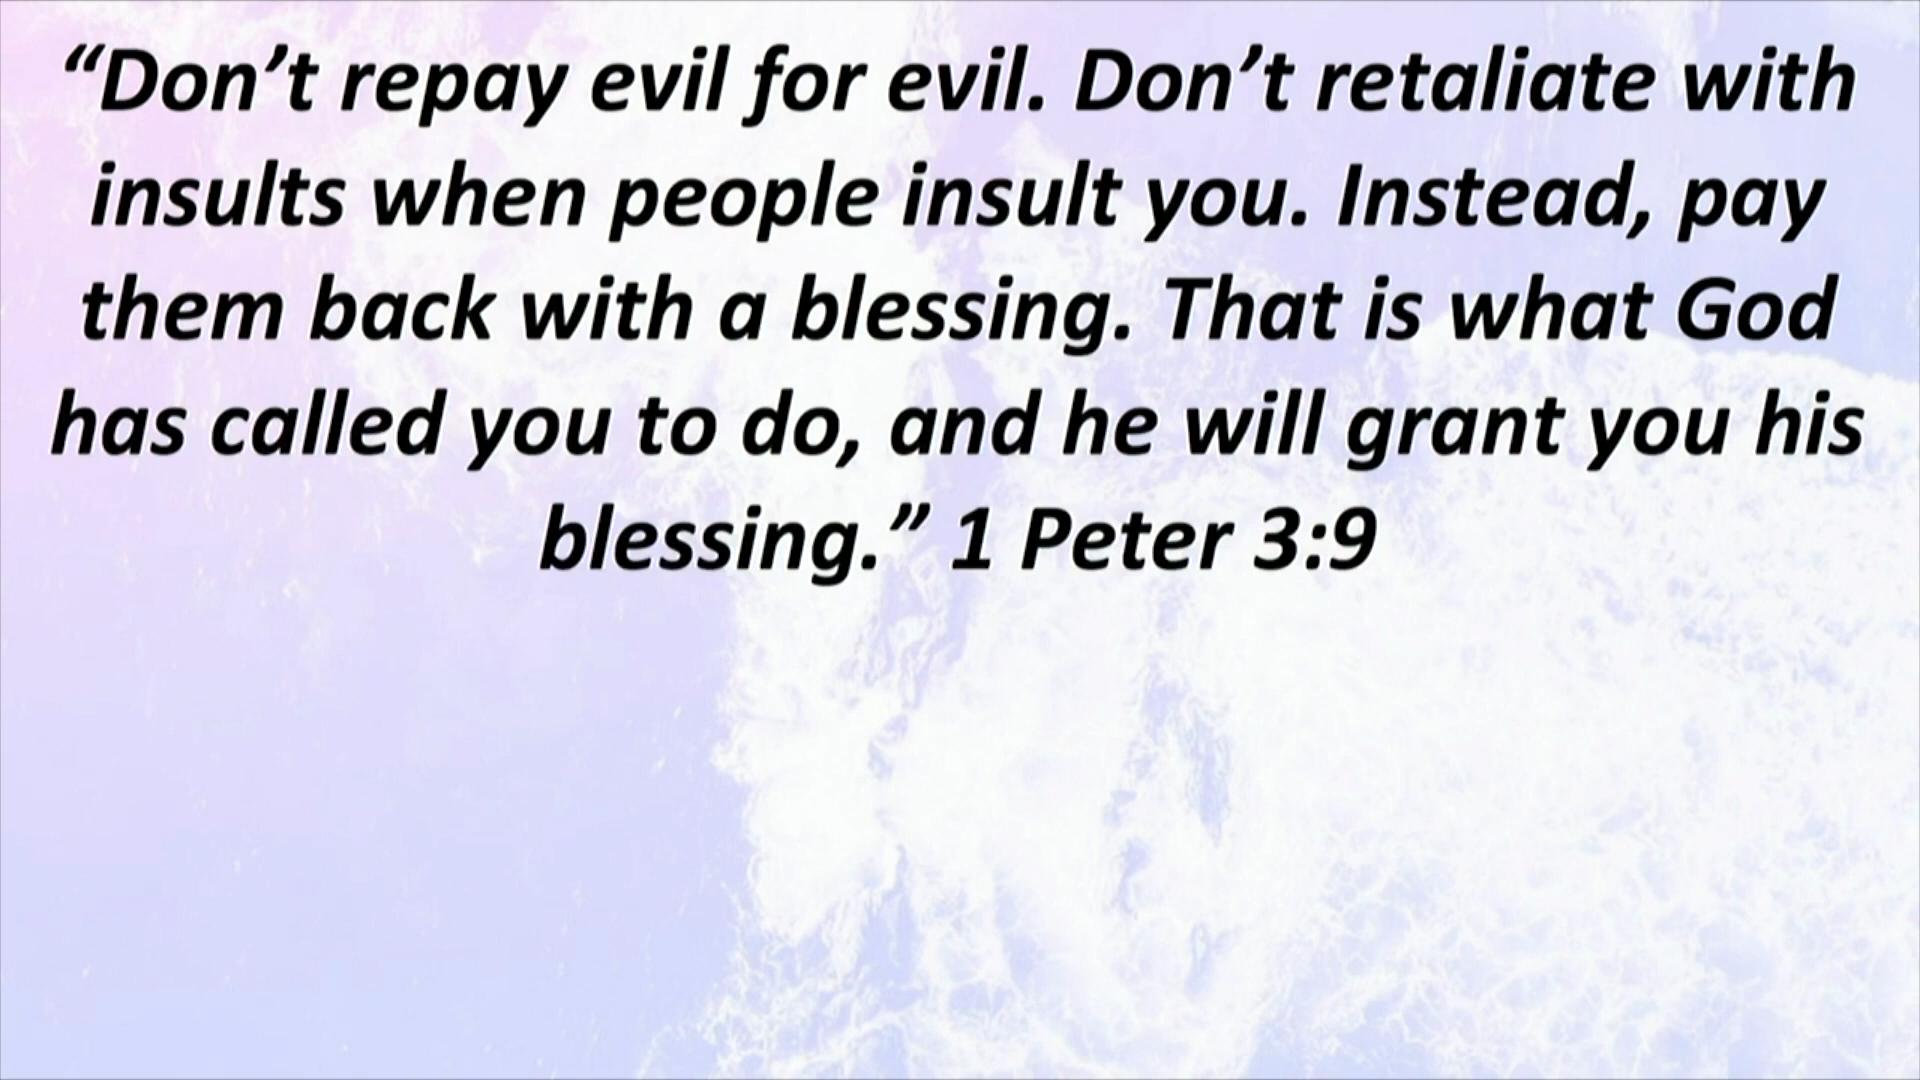 “Don’t repay evil for evil. Don’t retaliate with
insults when people insult you. Instead, pay
them back with a blessing. That is what God
has called you to do, and he will grant you his
blessing.” 1 Peter 3:9